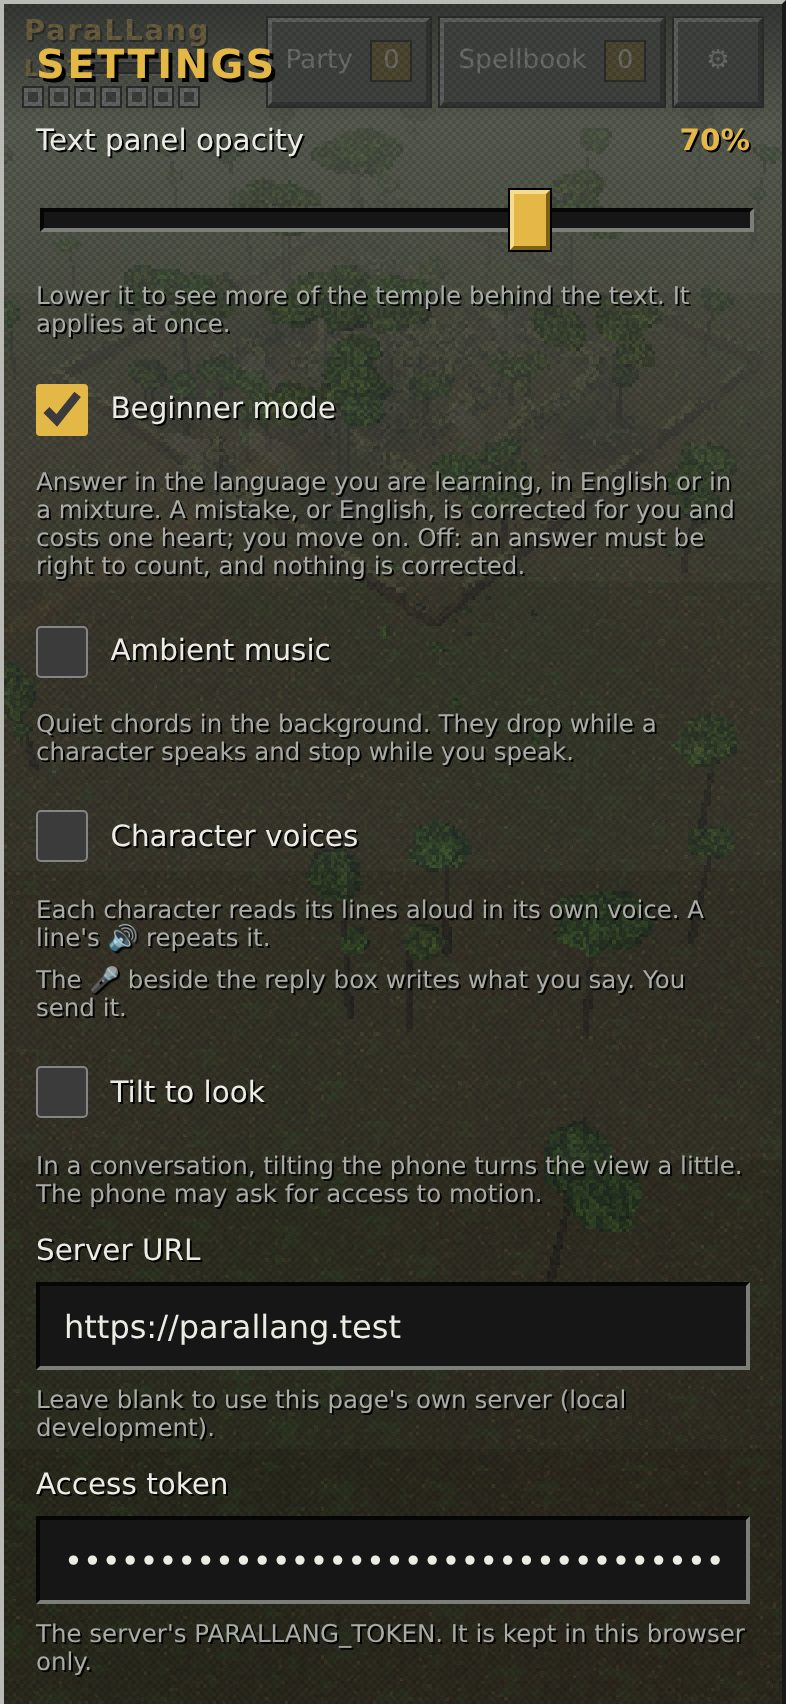 ParaLLang
SETTINGS
Party 0
Spellbook 0
⚙
Text panel opacity 70%
Lower it to see more of the temple behind the text. It
applies at once.
Beginner mode
Answer in the language you are learning, in English or in
a mixture. A mistake, or English, is corrected for you and
costs one heart; you move on. Off: an answer must be
right to count, and nothing is corrected.
Ambient music
Quiet chords in the background. They drop while a
character speaks and stop while you speak.
Character voices
Each character reads its lines aloud in its own voice. A
line's 🔊 repeats it.
The 🎤 beside the reply box writes what you say. You
send it.
Tilt to look
In a conversation, tilting the phone turns the view a little.
The phone may ask for access to motion.
Server URL
https://parallang.test
Leave blank to use this page's own server (local
development).
Access token
The server's PARALLANG_TOKEN. It is kept in this browser
only.